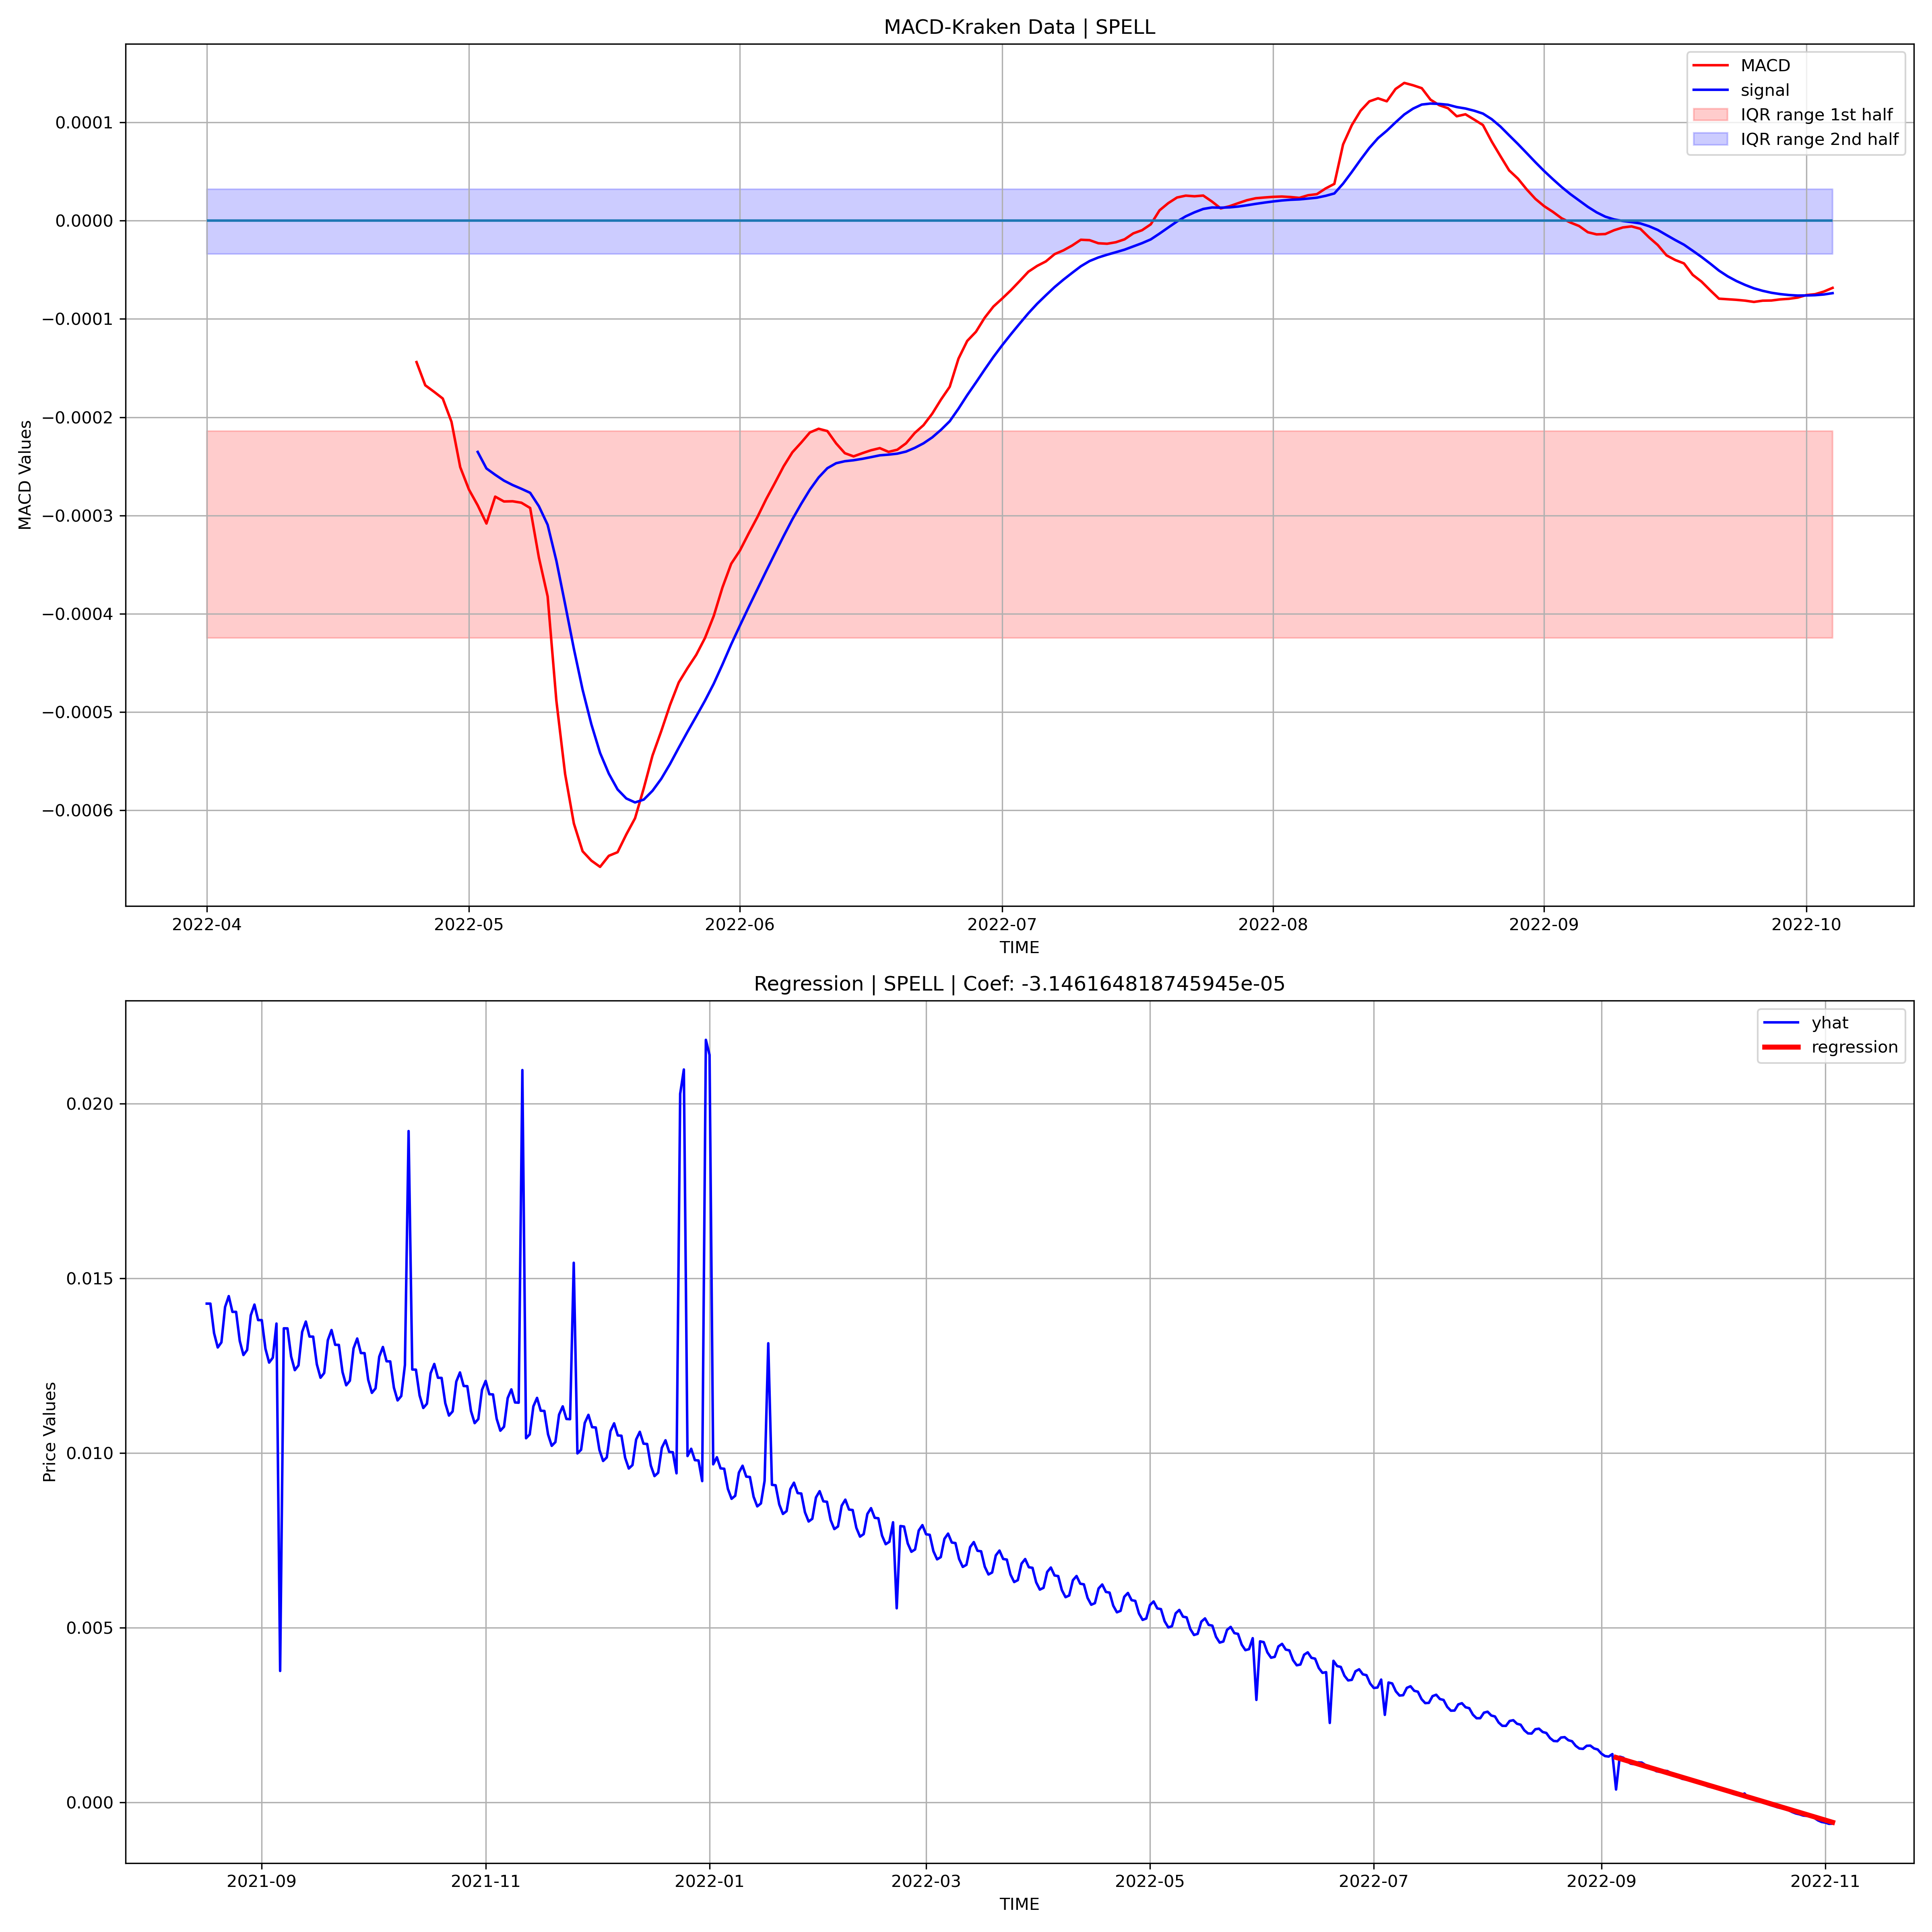 MACD-Kraken Data | SPELL
MACD
signal
IQR range 1st half
IQR range 2nd half
0.0001
0.0000
−0.0001
−0.0002
−0.0003
−0.0004
−0.0005
−0.0006
MACD Values
2022-04 2022-05 2022-06 2022-07 2022-08 2022-09 2022-10
TIME
Regression | SPELL | Coef: -3.146164818745945e-05
yhat
regression
0.020
0.015
0.010
0.005
0.000
Price Values
2021-09 2021-11 2022-01 2022-03 2022-05 2022-07 2022-09 2022-11
TIME